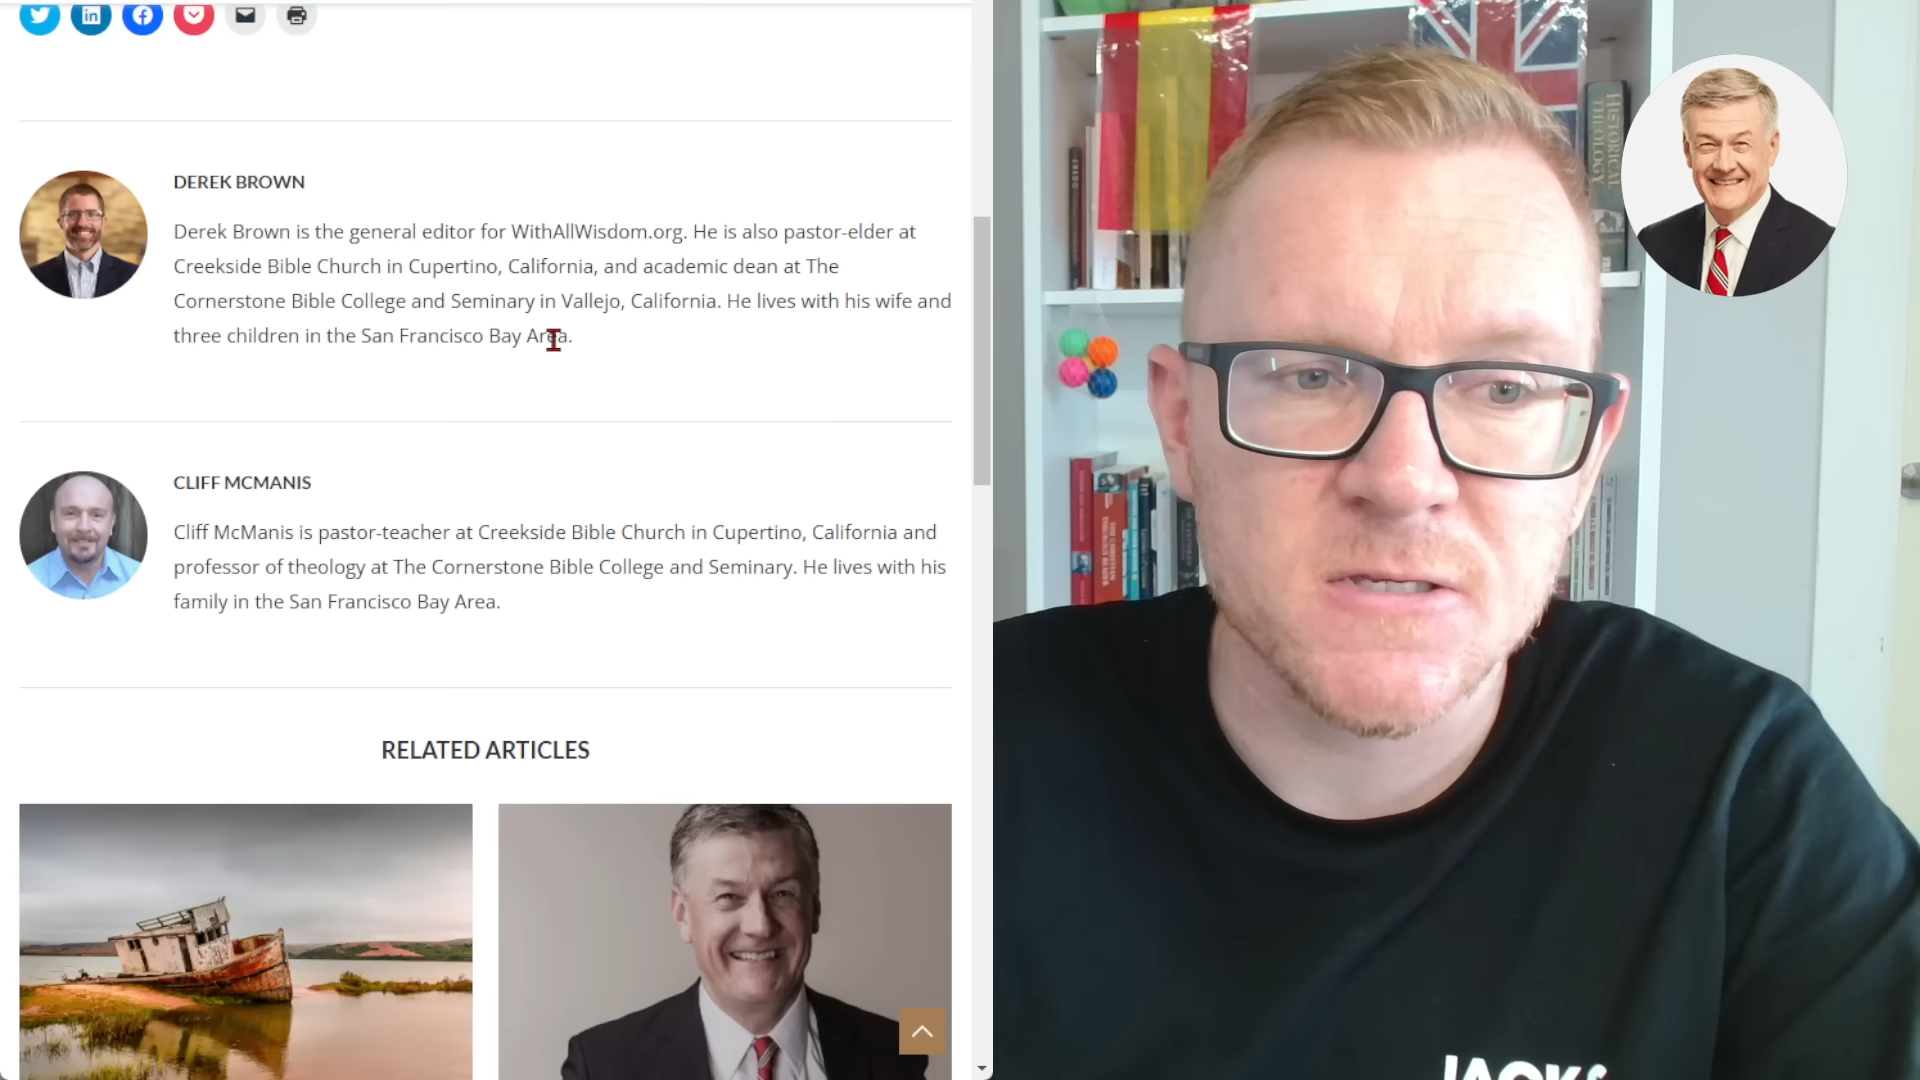 DEREK BROWN
Derek Brown is the general editor for WithAllWisdom.org. He is also pastor-elder at
Creekside Bible Church in Cupertino, California, and academic dean at The
Cornerstone Bible College and Seminary in Vallejo, California. He lives with his wife and
three children in the San Francisco Bay Area.
CLIFF MCMANIS
Cliff McManis is pastor-teacher at Creekside Bible Church in Cupertino, California and
professor of theology at The Cornerstone Bible College and Seminary. He lives with his
family in the San Francisco Bay Area.
RELATED ARTICLES
HISTORICAL
THEOLOGY